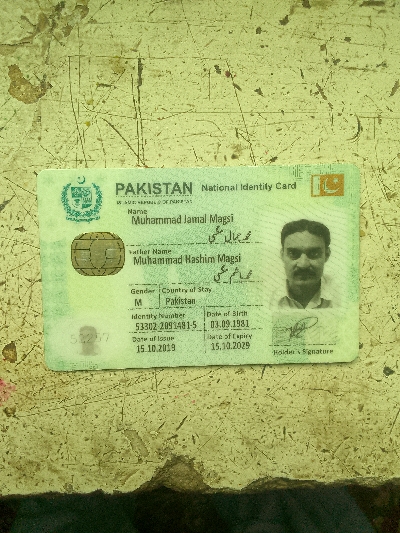 PAKISTAN National Identity Card
ISLAMIC REPUBLIC OF PAKISTAN
Name
Muhammad Jamal Magsi
محمد جمال مگسی
Father Name
Muhammad Hashim Magsi
محمد ہاشم مگسی
Gender Country of Stay
M Pakistan
Identity Number Date of Birth
53302-2891481-5 03.09.1981
Date of Issue Date of Expiry
15.10.2019 15.10.2029
Holder's Signature